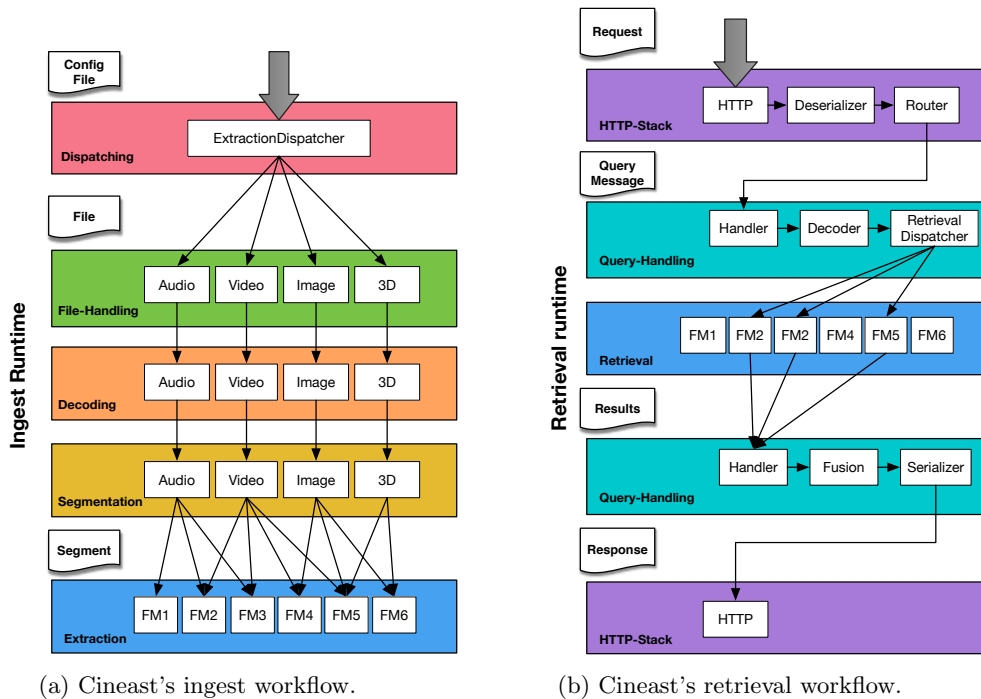 Config
File
ExtractionDispatcher
Dispatching
File
Ingest Runtime
Audio Video Image 3D
File-Handling
Audio Video Image 3D
Decoding
Audio Video Image 3D
Segmentation
Segment
FM1 FM2 FM3 FM4 FM5 FM6
Extraction
(a) Cineast's ingest workflow.
Request
HTTP Deserializer Router
HTTP-Stack
Query
Message
Handler Decoder Retrieval
Dispatcher
Query-Handling
Retrieval runtime
FM1 FM2 FM2 FM4 FM5 FM6
Retrieval
Results
Handler Fusion Serializer
Query-Handling
Response
HTTP
HTTP-Stack
(b) Cineast's retrieval workflow.